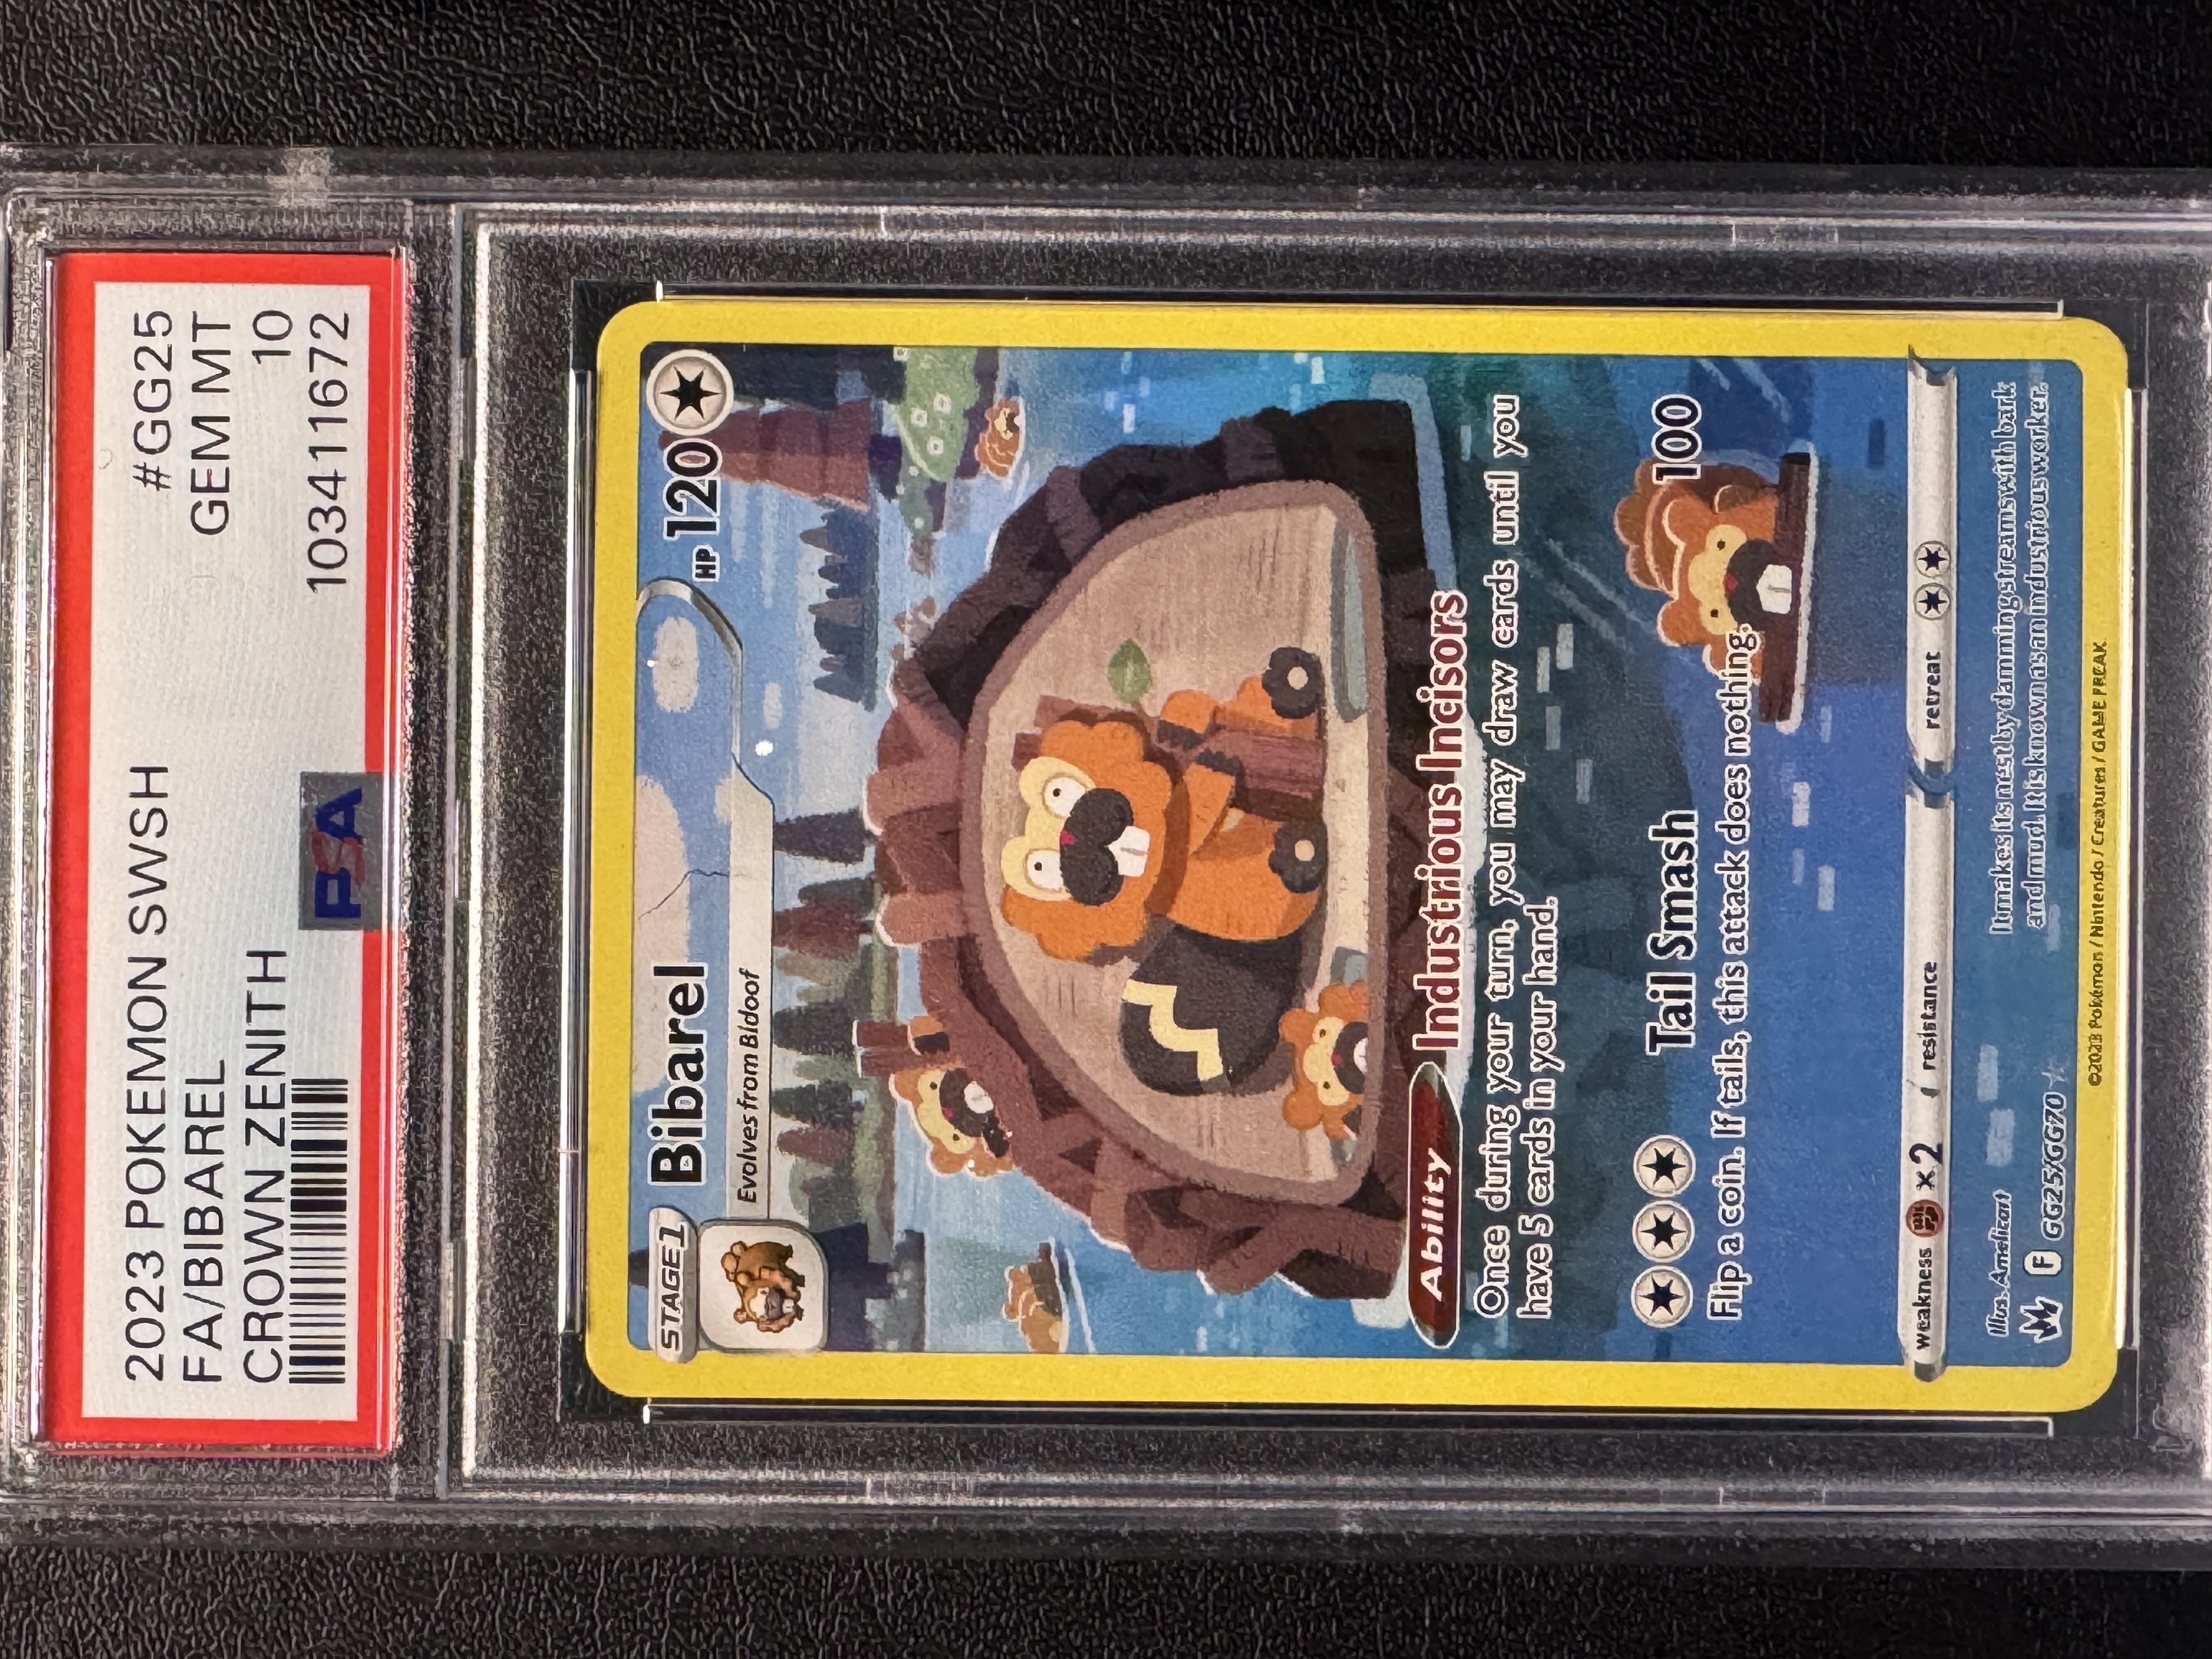 2023 POKEMON SWSH #GG25
FA/BIBAREL GEM MT
CROWN ZENITH 10
PSA 103411672
STAGE1 Bibarel HP 120
Evolves from Bidoof
Ability Industrious Incisors
Once during your turn, you may draw cards until you
have 5 cards in your hand.
Tail Smash 100
Flip a coin. If tails, this attack does nothing.
weakness ×2 resistance retreat
It makes its nest by damming streams with bark
and mud. It is known as an industrious worker.
Illus. Amelicart
F GG25/GG70
©2023 Pokémon / Nintendo / Creatures / GAME FREAK